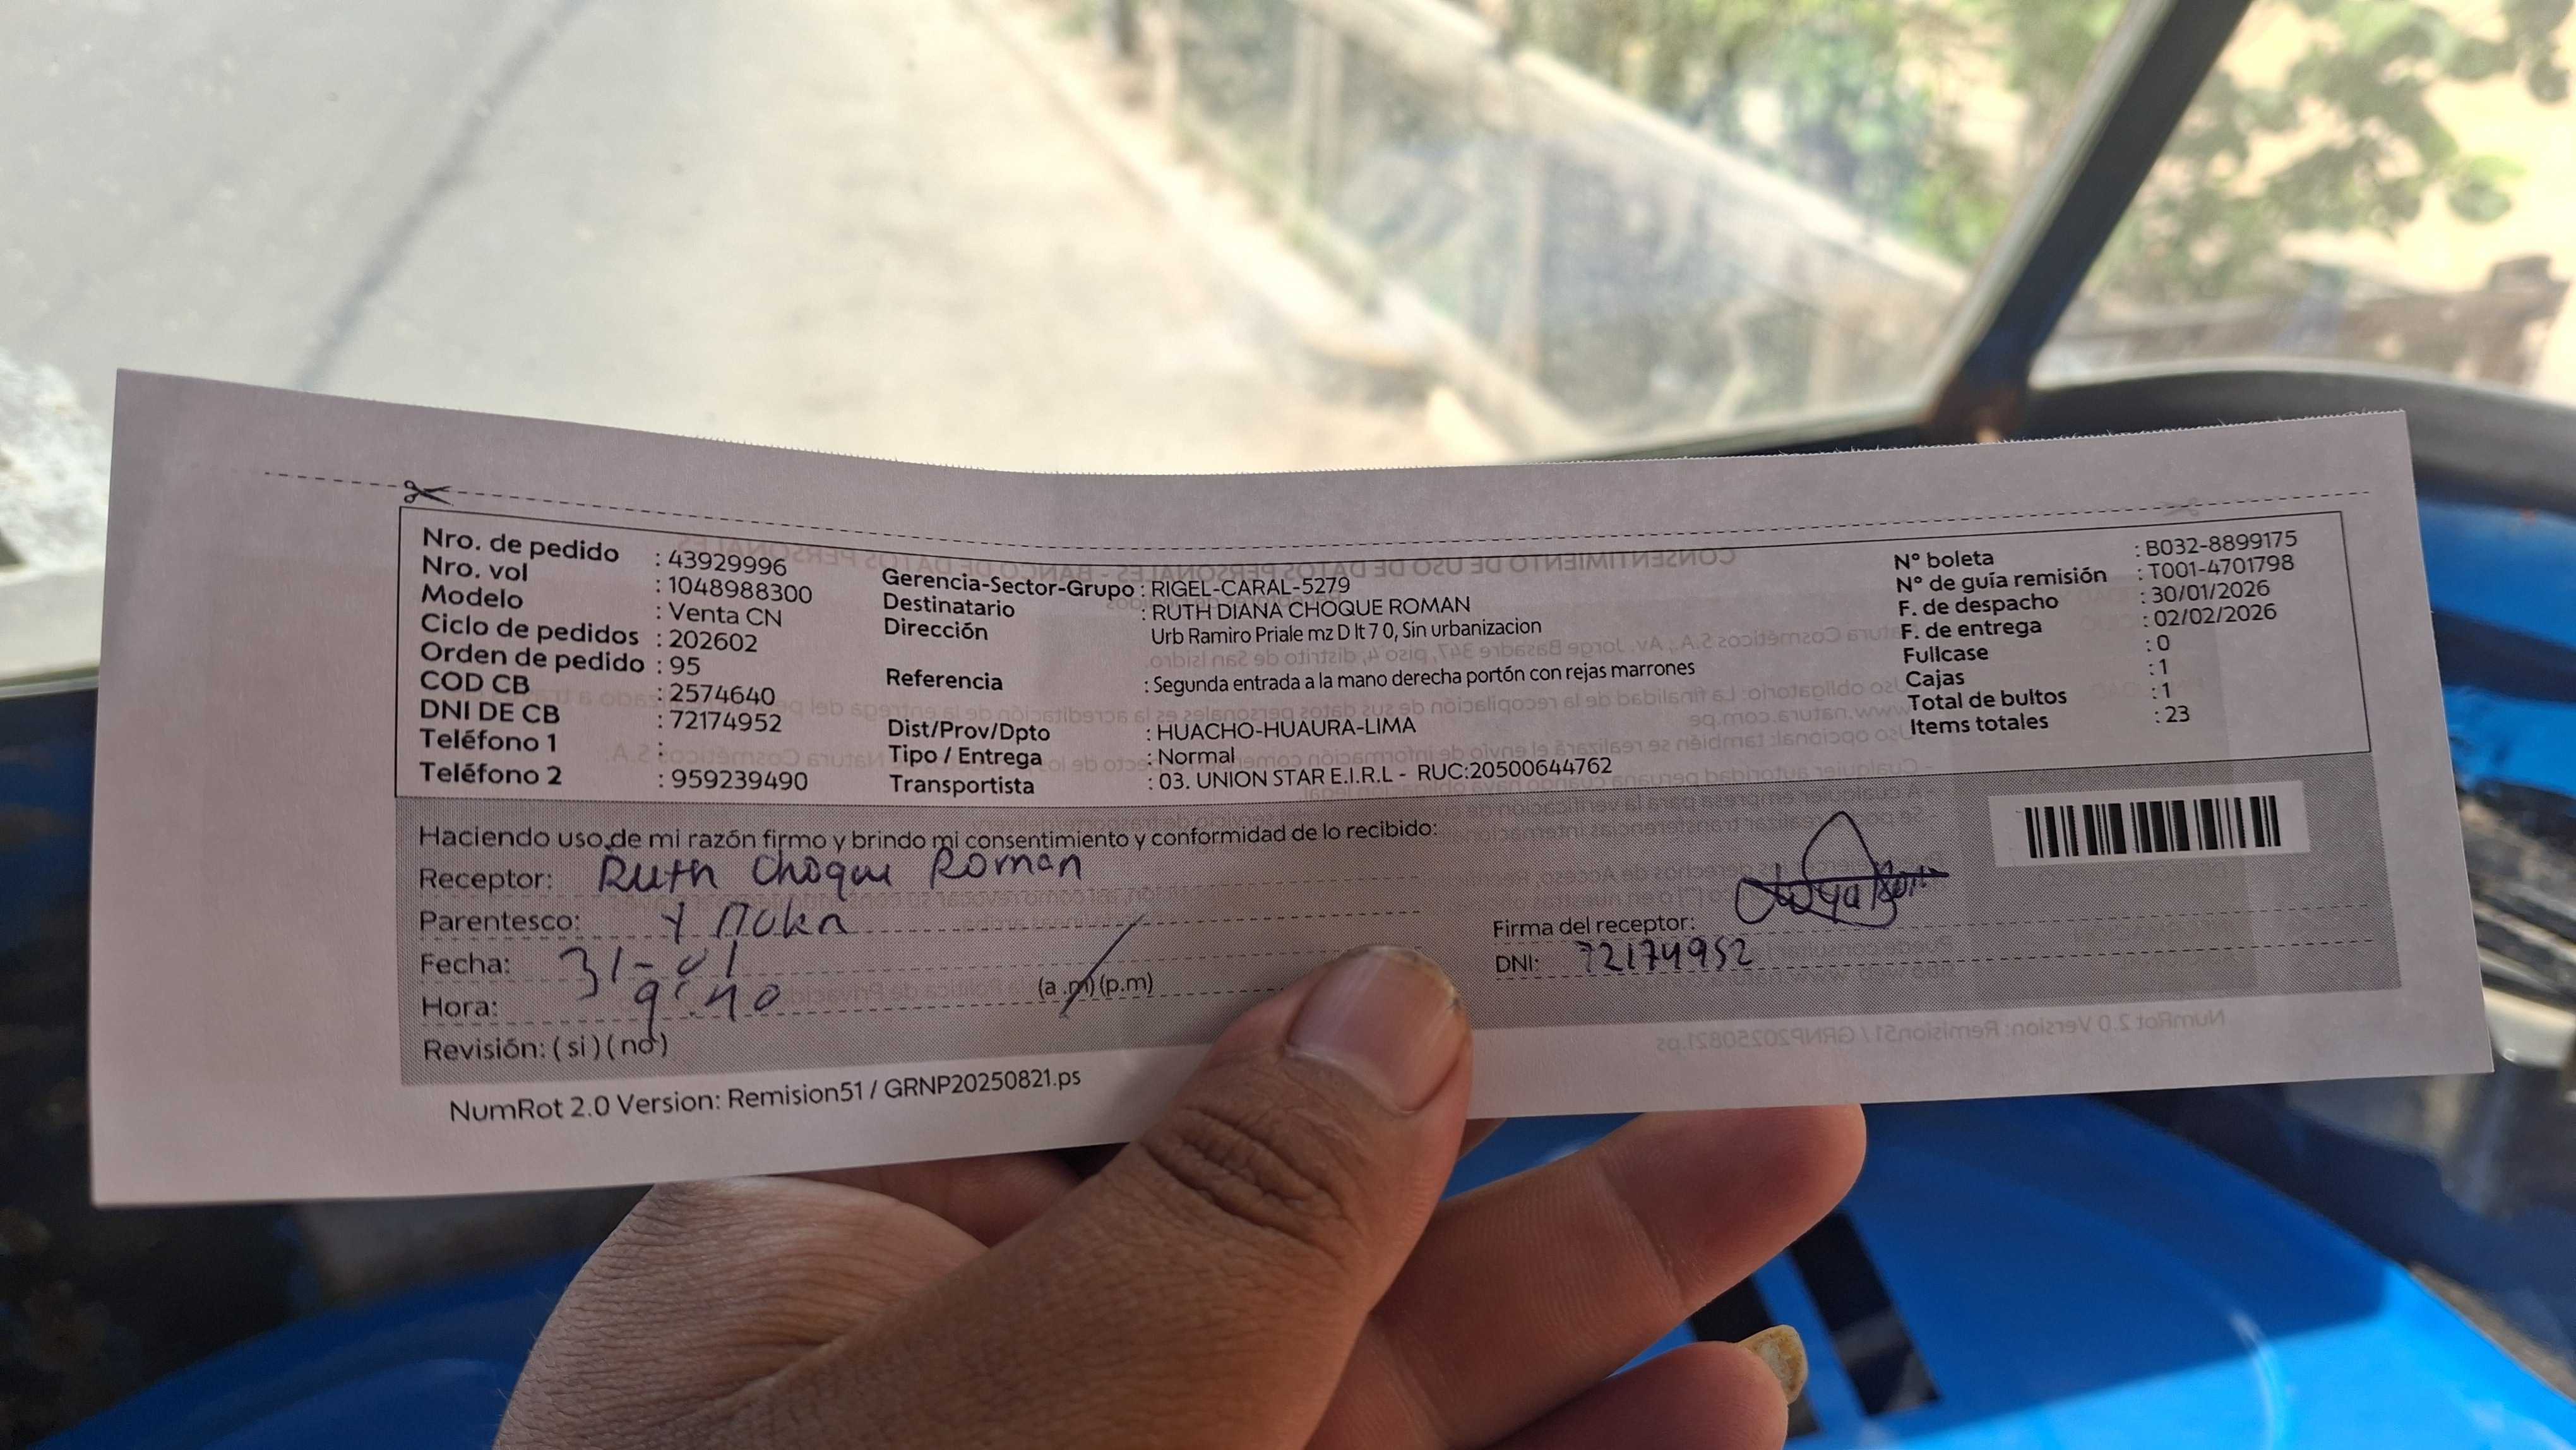 Nro. de pedido : 43929996
Nro. vol : 1048988300
Modelo : Venta CN
Ciclo de pedidos : 202602
Orden de pedido : 95
COD CB : 2574640
DNI DE CB : 72174952
Teléfono 1 :
Teléfono 2 : 959239490
Gerencia-Sector-Grupo : RIGEL-CARAL-5279
Destinatario : RUTH DIANA CHOQUE ROMAN
Dirección Urb Ramiro Priale mz D lt 7 0, Sin urbanizacion
Referencia : Segunda entrada a la mano derecha portón con rejas marrones
Dist/Prov/Dpto : HUACHO-HUAURA-LIMA
Tipo / Entrega : Normal
Transportista : 03. UNION STAR E.I.R.L - RUC:20500644762
N° boleta : B032-8899175
N° de guía remisión : T001-4701798
F. de despacho : 30/01/2026
F. de entrega : 02/02/2026
Fullcase : 0
Cajas : 1
Total de bultos : 1
Items totales : 23
Haciendo uso de mi razón firmo y brindo mi consentimiento y conformidad de lo recibido:
Receptor: Ruth Choque Roman
Parentesco:
Fecha: 31-01
Hora: 9:40 (a.m) (p.m)
Revisión: ( si ) ( no )
Firma del receptor:
DNI: 72174952
NumRot 2.0 Version: Remision51 / GRNP20250821.ps